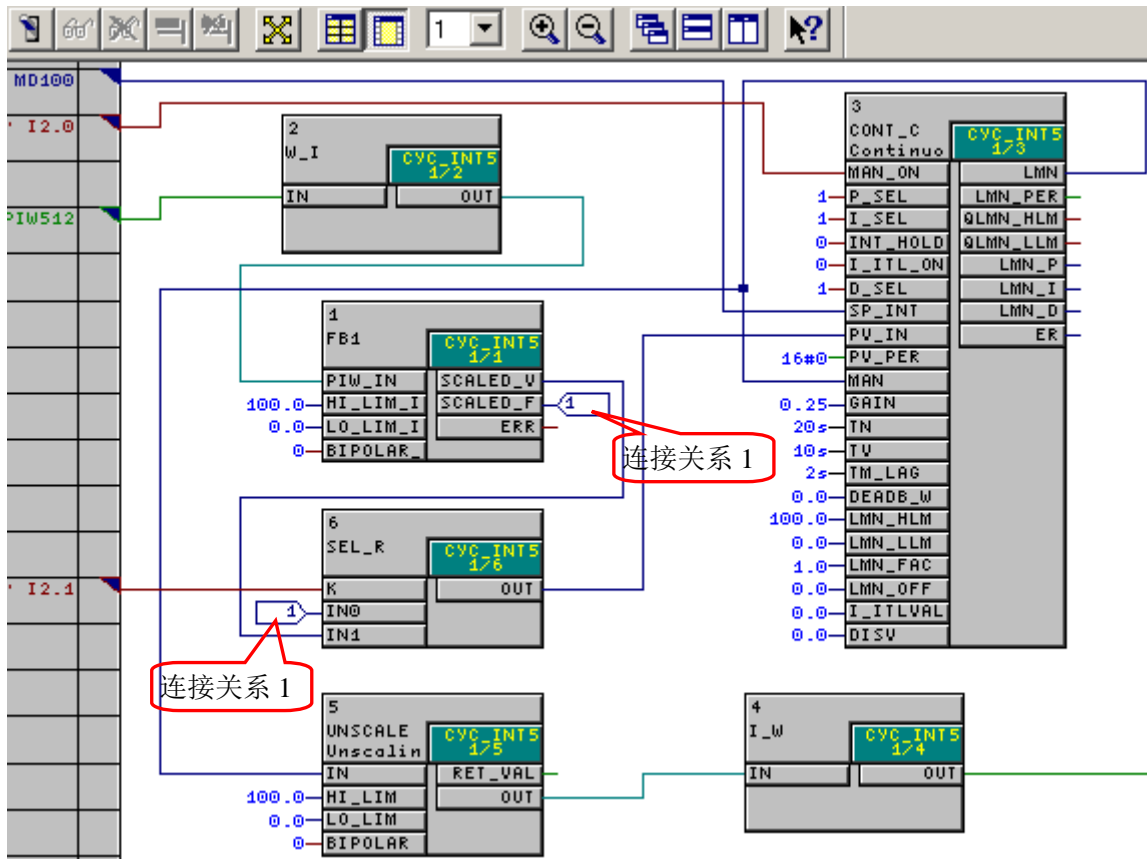 1
MD100
' I2.0
PIW512
' I2.1
2
W_I
CYC_INT5
1/2
IN
OUT
1
FB1
CYC_INT5
1/1
PIW_IN
SCALED_V
100.0
HI_LIM_I
SCALED_F
1
0.0
LO_LIM_I
ERR
0
BIPOLAR_
连接关系 1
6
SEL_R
CYC_INT5
1/6
K
OUT
1
IN0
IN1
连接关系 1
5
UNSCALE
Unscalin
CYC_INT5
1/5
IN
RET_VAL
100.0
HI_LIM
OUT
0.0
LO_LIM
0
BIPOLAR
3
CONT_C
Continuo
CYC_INT5
1/3
MAN_ON
LMN
1
P_SEL
LMN_PER
1
I_SEL
QLMN_HLM
0
INT_HOLD
QLMN_LLM
0
I_ITL_ON
LMN_P
1
D_SEL
LMN_I
SP_INT
LMN_D
PV_IN
ER
16#0
PV_PER
MAN
0.25
GAIN
20s
TN
10s
TV
2s
TM_LAG
0.0
DEADB_W
100.0
LMN_HLM
0.0
LMN_LLM
1.0
LMN_FAC
0.0
LMN_OFF
0.0
I_ITLVAL
0.0
DISV
4
I_W
CYC_INT5
1/4
IN
OUT